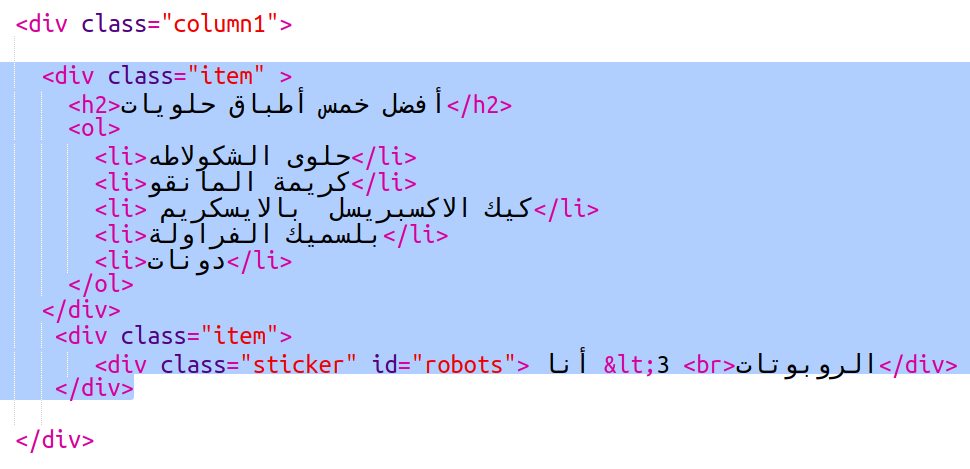 <div class="column1">
<div class="item" >
<h2>أفضل خمس أطباق حلويات</h2>
<ol>
<li>حلوى الشكولاطه</li>
<li>كريمة المانقو</li>
<li> كيك الاكسبريسل  بالايسكريم</li>
<li>بلسميك الفراولة</li>
<li>دونات</li>
</ol>
</div>
<div class="item">
<div class="sticker" id="robots"> أنا &lt;3 <br>الروبوتات</div>
</div>
</div>